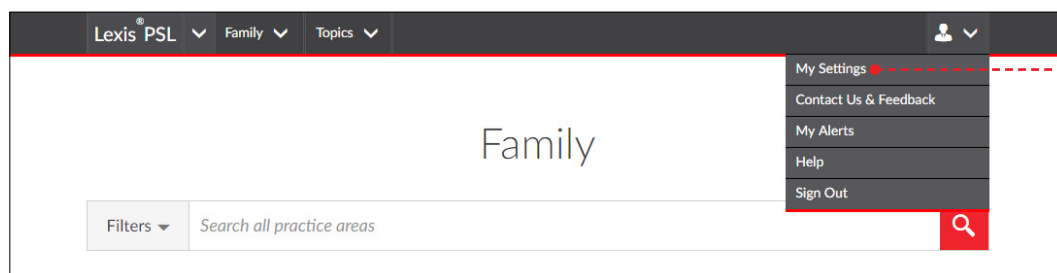 Lexis®PSL Family Topics
My Settings
Contact Us & Feedback
My Alerts
Help
Sign Out
Family
Filters Search all practice areas